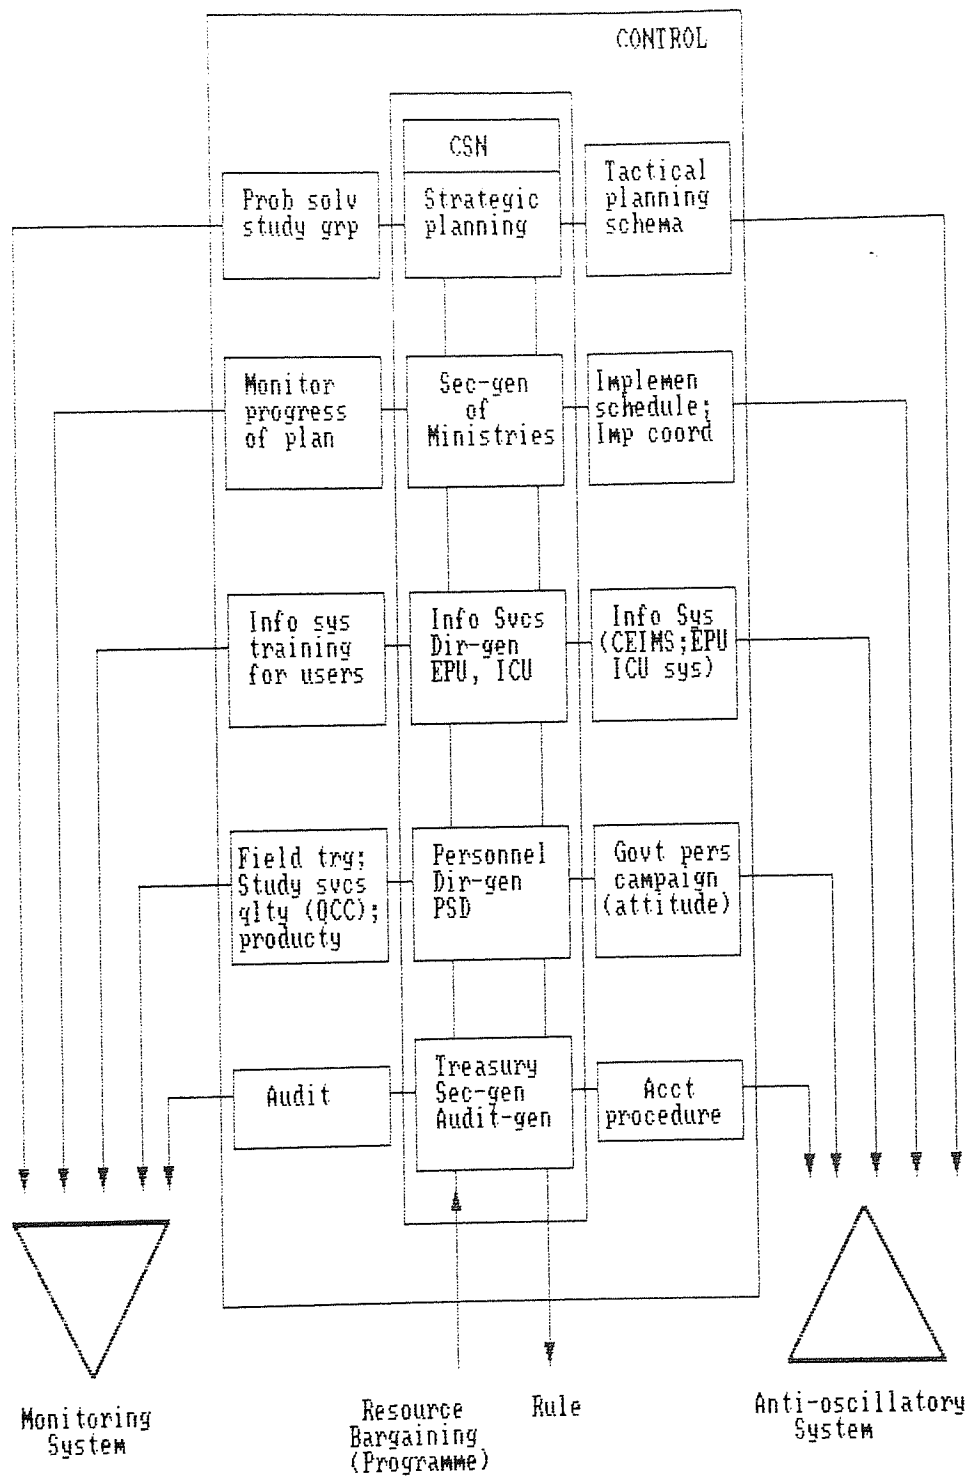 CONTROL
CSN
Prob solv
study grp
Strategic
planning
Tactical
planning
schema
Monitor
progress
of plan
Sec-gen
of
Ministries
Implemen
schedule;
Imp coord
Info sys
training
for users
Info Svcs
Dir-gen
EPU, ICU
Info Sys
(CEIMS;EPU
ICU sys)
Field trg;
Study svcs
qlty (QCC);
producty
Personnel
Dir-gen
PSD
Govt pers
campaign
(attitude)
Audit
Treasury
Sec-gen
Audit-gen
Acct
procedure
Monitoring
System
Resource
Bargaining
(Programme)
Rule
Anti-oscillatory
System